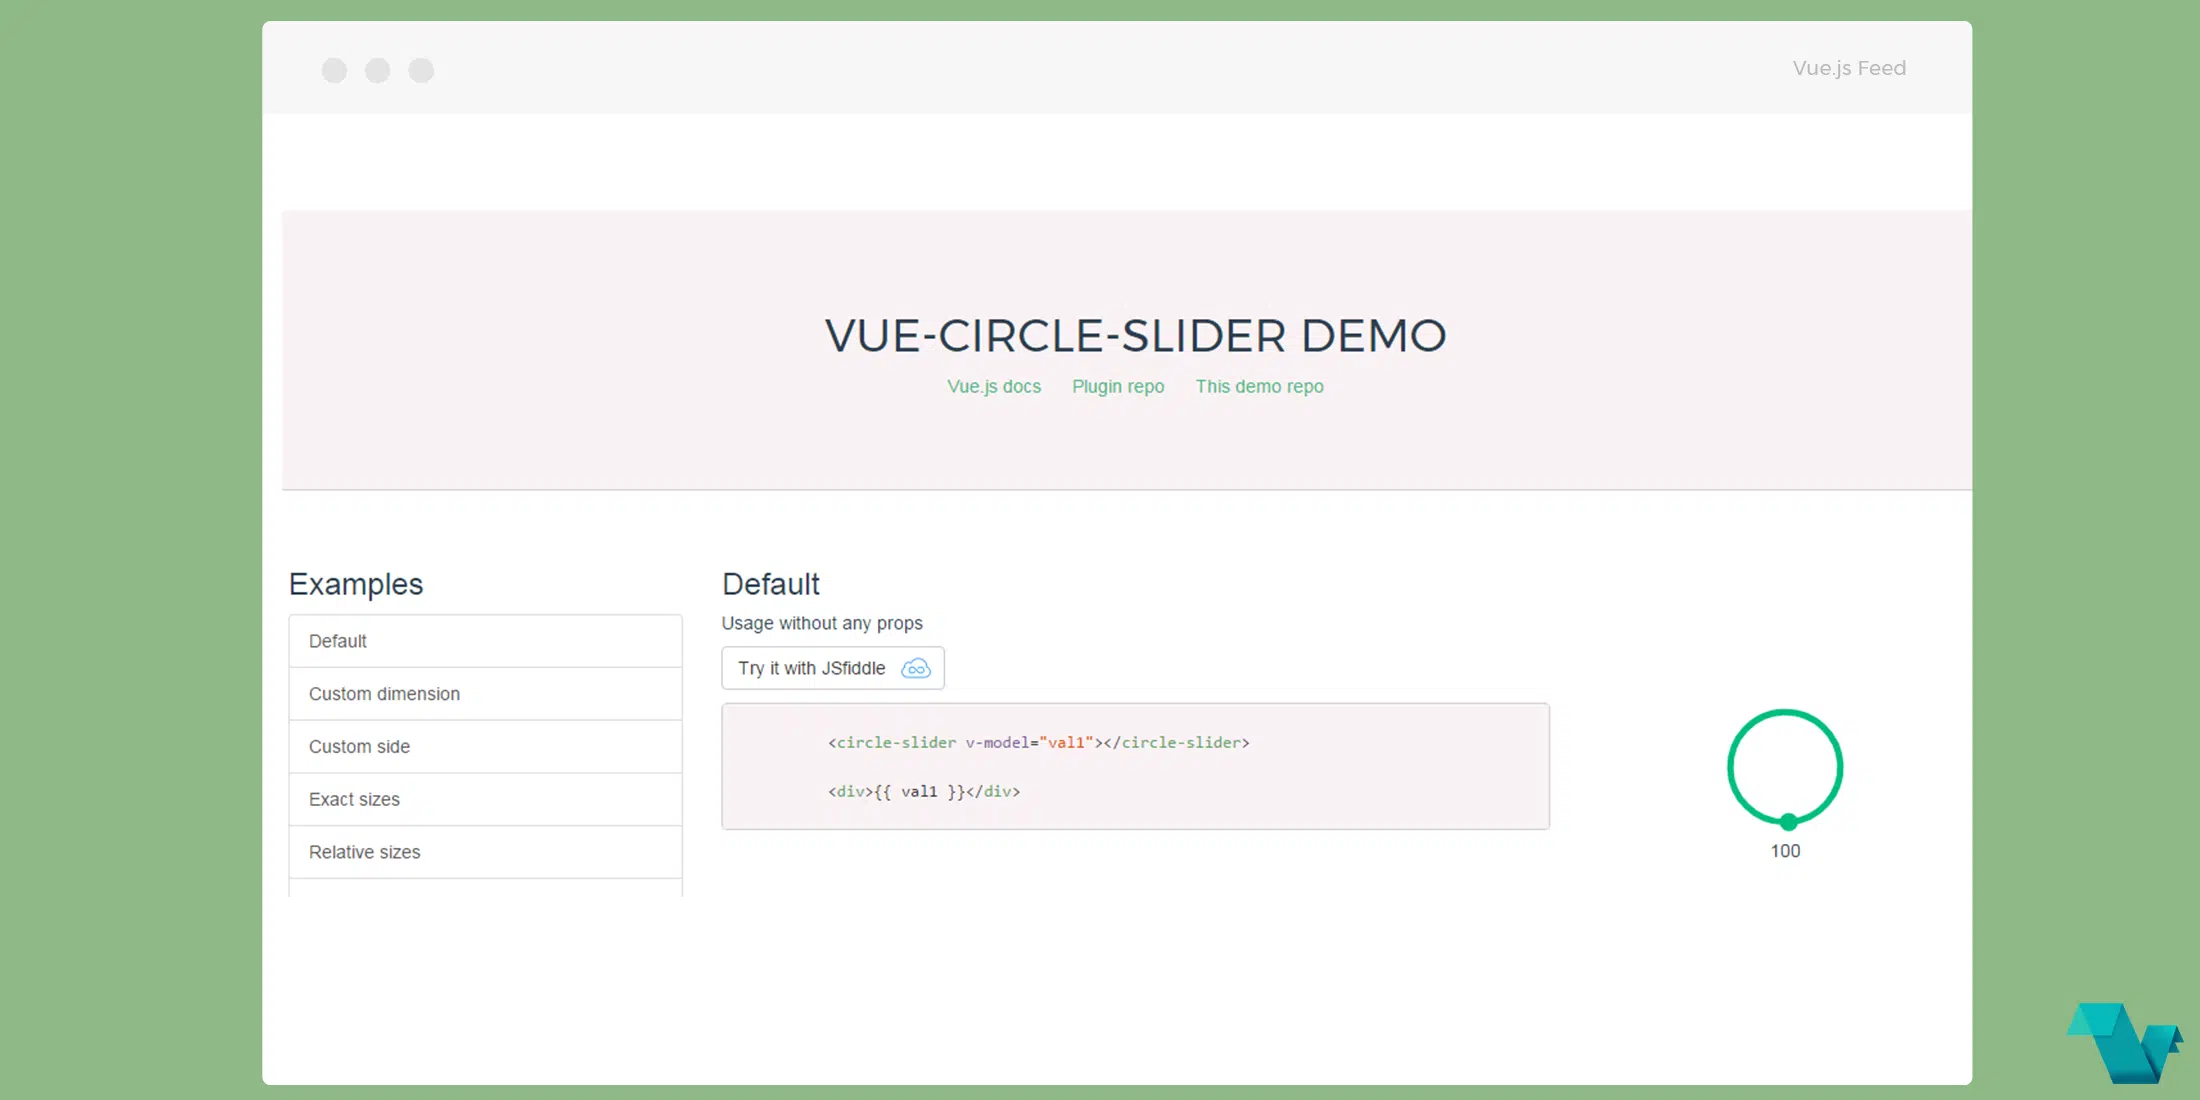 Vue.js Feed
VUE-CIRCLE-SLIDER DEMO
Vue.js docs Plugin repo This demo repo
Examples
Default
Custom dimension
Custom side
Exact sizes
Relative sizes
Default
Usage without any props
Try it with JSfiddle
<circle-slider v-model="val1"></circle-slider>
<div>{{ val1 }}</div>
100